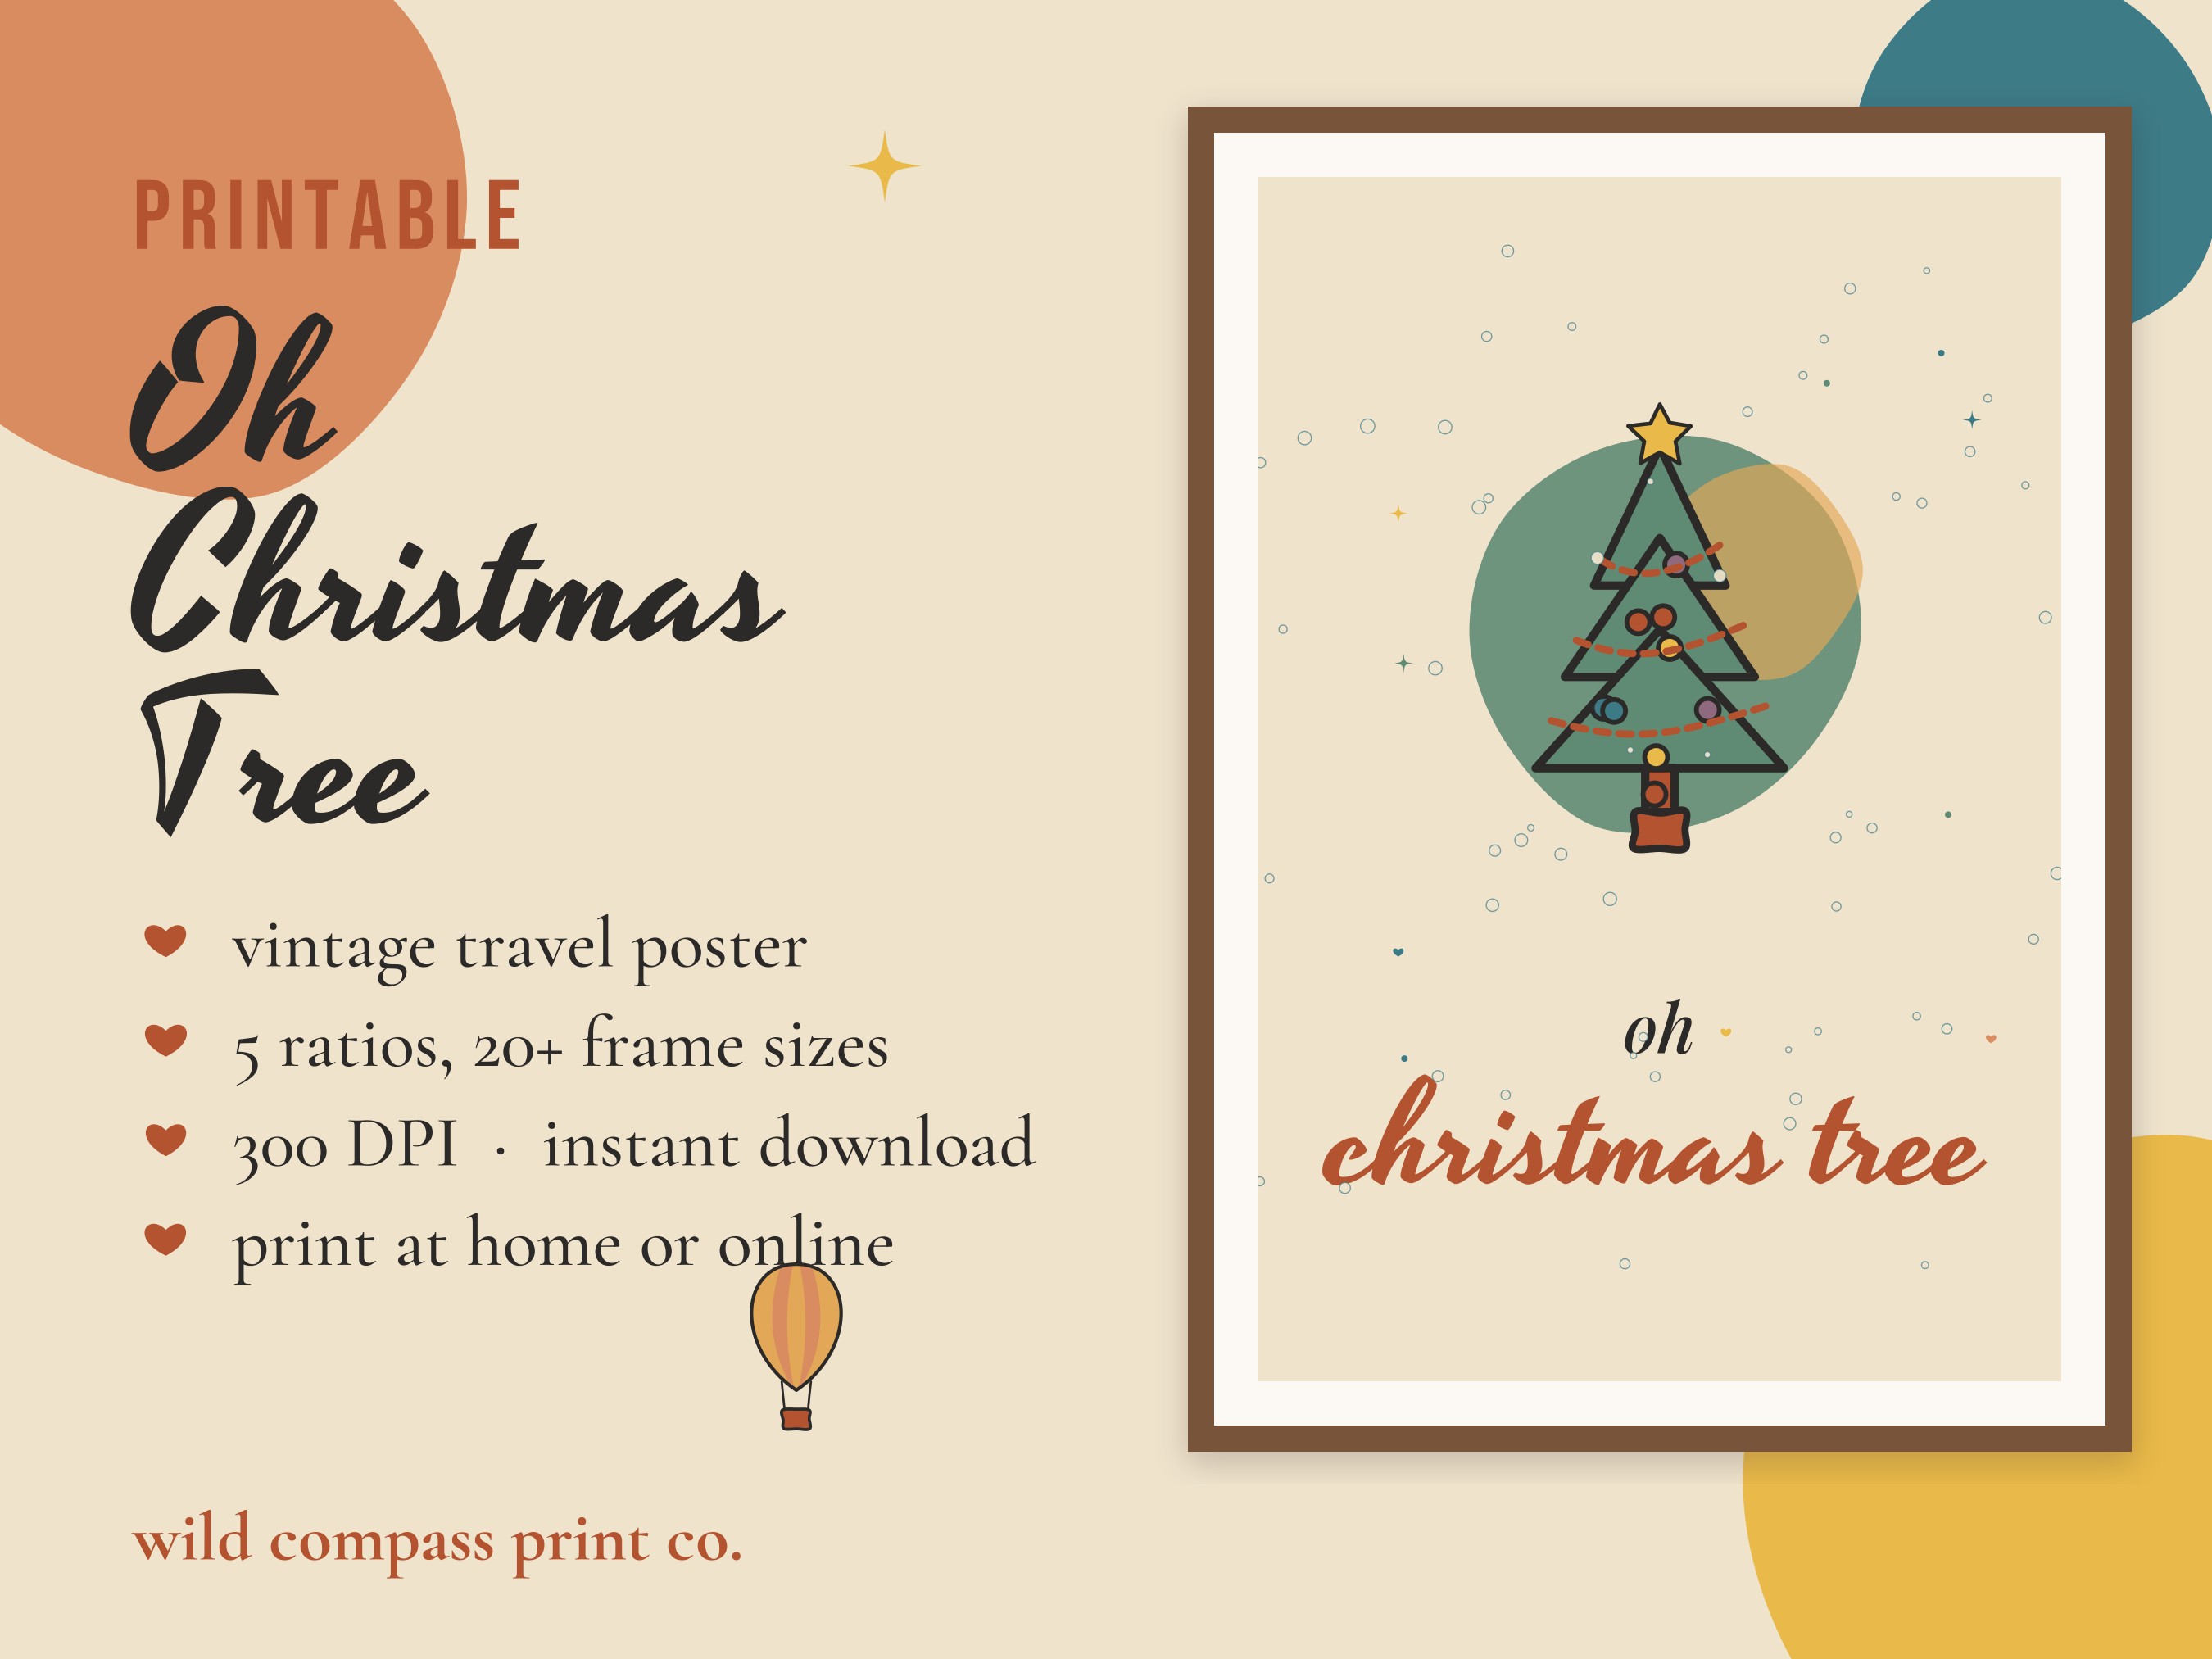 PRINTABLE
Oh
Christmas
Tree
vintage travel poster
5 ratios, 20+ frame sizes
300 DPI · instant download
print at home or online
wild compass print co.
oh
christmas tree